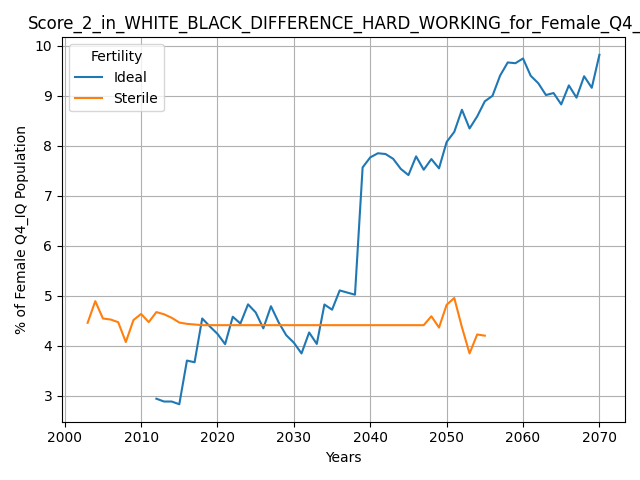 Score_2_in_WHITE_BLACK_DIFFERENCE_HARD_WORKING_for_Female_Q4_
Fertility
Ideal
Sterile
10
9
8
7
6
5
4
3
% of Female Q4_IQ Population
2000 2010 2020 2030 2040 2050 2060 2070
Years